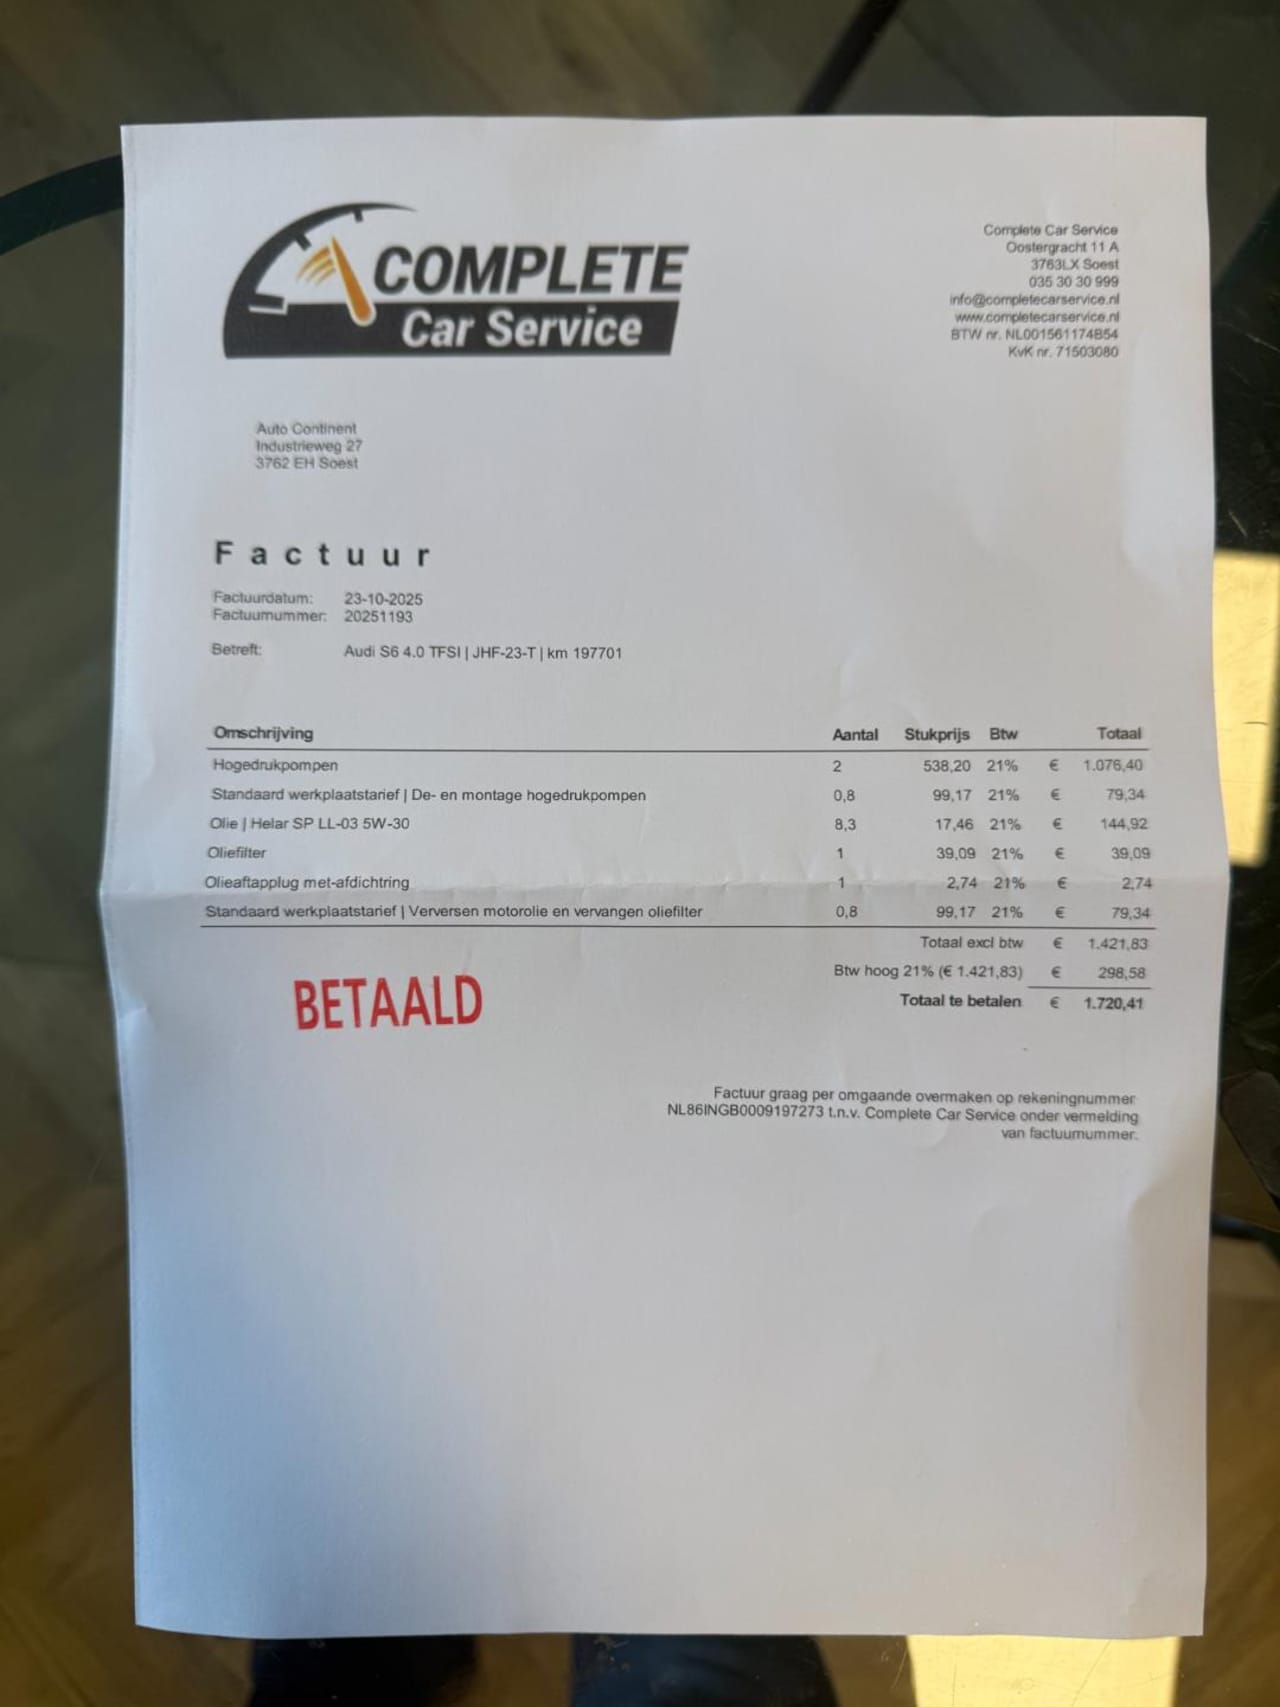 COMPLETE
Car Service
Complete Car Service
Oostergracht 11 A
3763LX Soest
035 30 30 999
info@completecarservice.nl
www.completecarservice.nl
BTW nr. NL001561174B54
KvK nr. 71503080
Auto Continent
Industrieweg 27
3762 EH Soest
Factuur
Factuurdatum: 23-10-2025
Factuurnummer: 20251193
Betreft: Audi S6 4.0 TFSI | JHF-23-T | km 197701
Omschrijving Aantal Stukprijs Btw Totaal
Hogedrukpompen 2 538,20 21% € 1.076,40
Standaard werkplaatstarief | De- en montage hogedrukpompen 0,8 99,17 21% € 79,34
Olie | Helar SP LL-03 5W-30 8,3 17,46 21% € 144,92
Oliefilter 1 39,09 21% € 39,09
Olieaftapplug met-afdichtring 1 2,74 21% € 2,74
Standaard werkplaatstarief | Verversen motorolie en vervangen oliefilter 0,8 99,17 21% € 79,34
Totaal excl btw € 1.421,83
Btw hoog 21% (€ 1.421,83) € 298,58
Totaal te betalen € 1.720,41
BETAALD
Factuur graag per omgaande overmaken op rekeningnummer
NL86INGB0009197273 t.n.v. Complete Car Service onder vermelding
van factuurnummer.